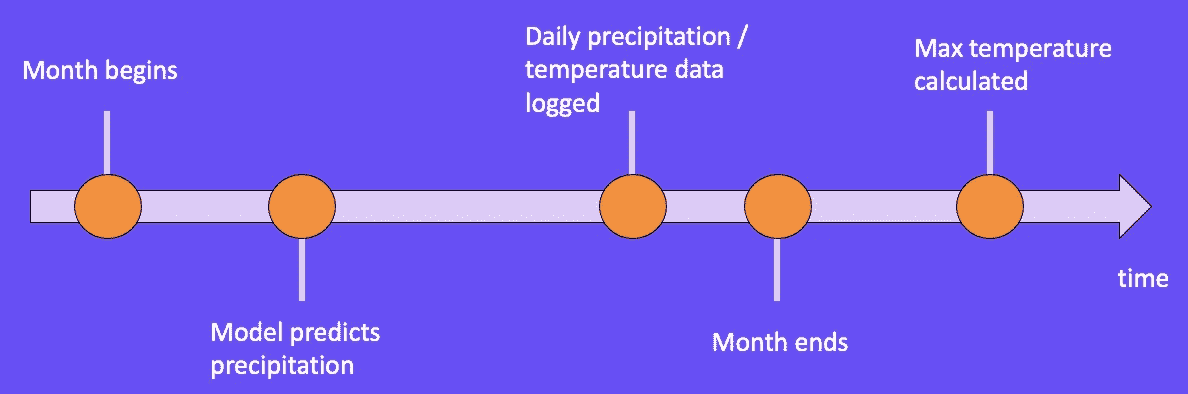 Month begins
Model predicts
precipitation
Daily precipitation /
temperature data
logged
Month ends
Max temperature
calculated
time